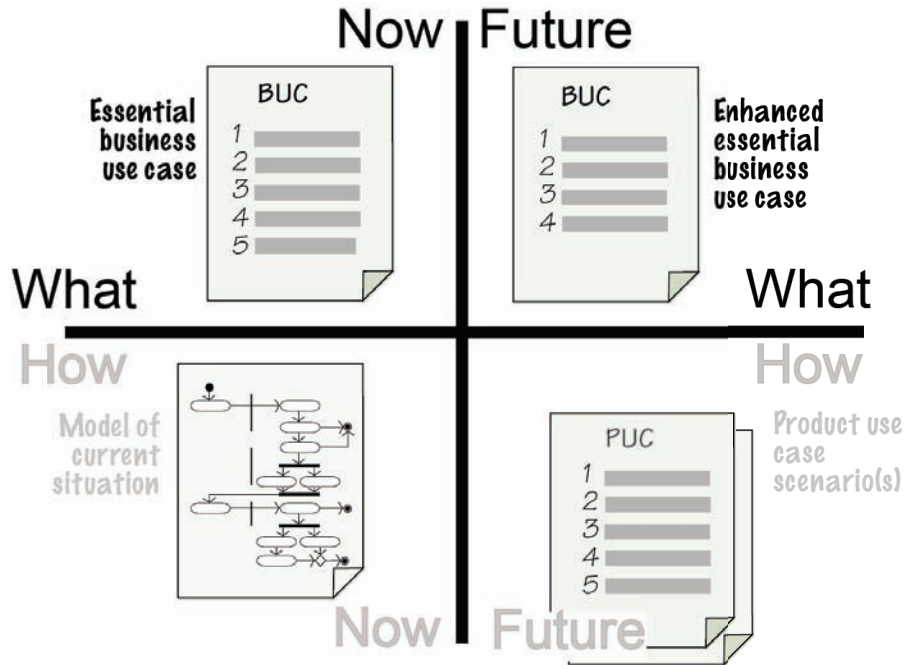 Now Future
BUC
1
2
3
4
5
Essential
business
use case
BUC
1
2
3
4
Enhanced
essential
business
use case
What
What
How
How
Model of
current
situation
PUC
1
2
3
4
5
Product use
case
scenario(s)
Now Future